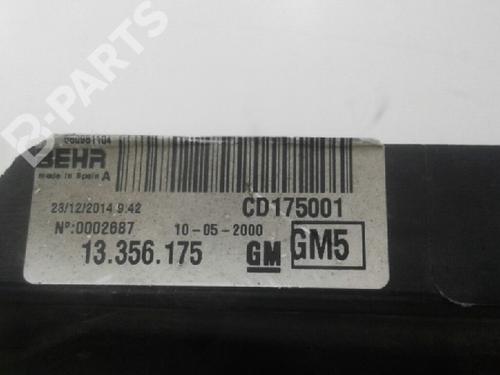 B-PARTS
BEHR
made in Spain A
23/12/2014 9:42
CD175001
Nº:0002687
10-05-2000
13.356.175
GM
GM5